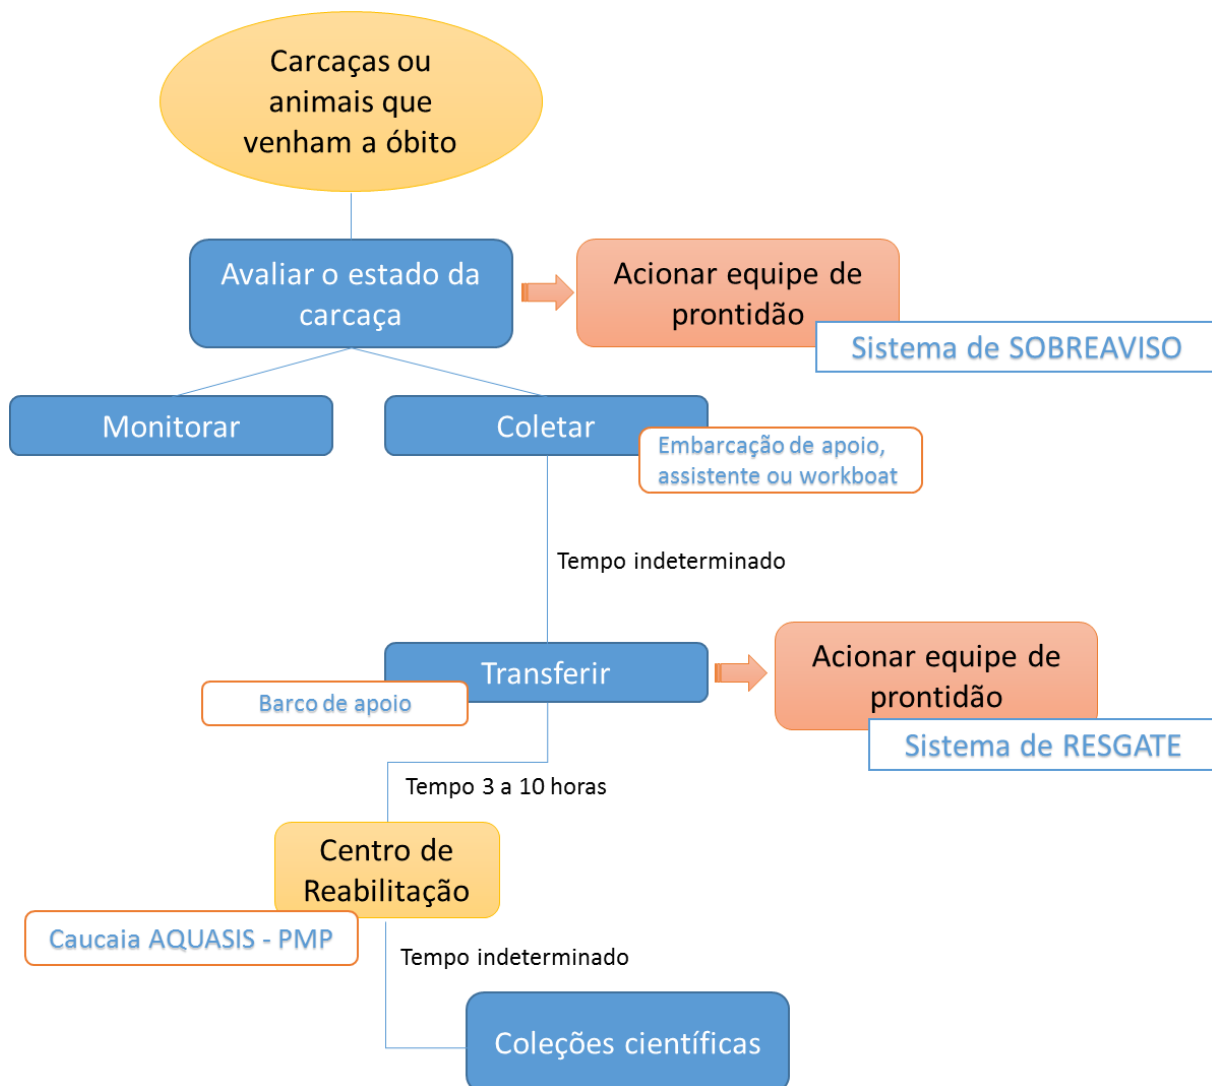 Carcaças ou
animais que
venham a óbito
Avaliar o estado da
carcaça
Acionar equipe de
prontidão
Sistema de SOBREAVISO
Monitorar
Coletar
Embarcação de apoio,
assistente ou workboat
Tempo indeterminado
Transferir
Barco de apoio
Acionar equipe de
prontidão
Sistema de RESGATE
Tempo 3 a 10 horas
Centro de
Reabilitação
Caucaia AQUASIS - PMP
Tempo indeterminado
Coleções científicas